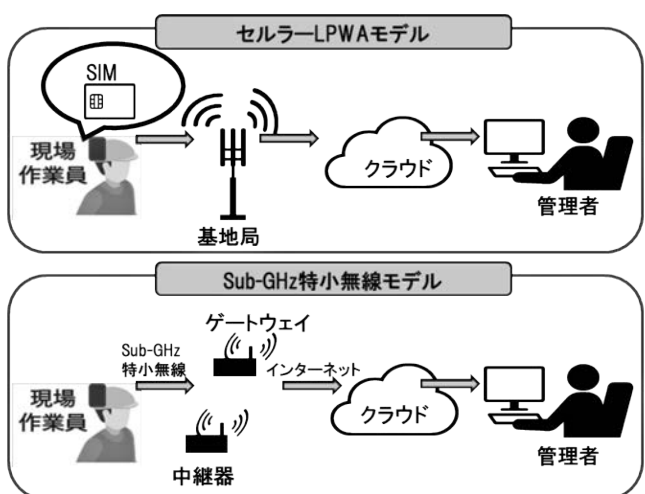 セルラーLPWAモデル
SIM
現場
作業員
基地局
クラウド
管理者
Sub-GHz特小無線モデル
ゲートウェイ
Sub-GHz
特小無線
インターネット
現場
作業員
クラウド
中継器
管理者